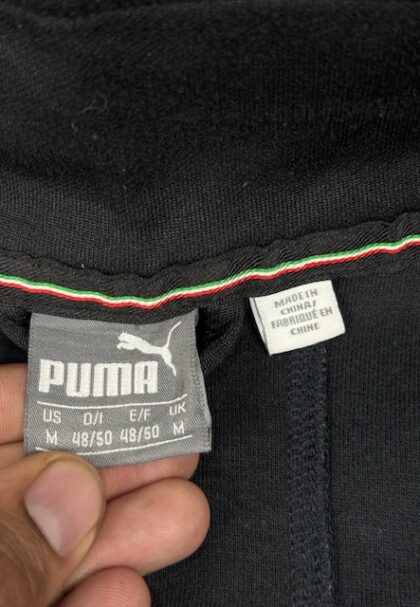 PUMA
US D/I E/F UK
M 48/50 48/50 M
MADE IN
CHINA/
FABRIQUÉ EN
CHINE